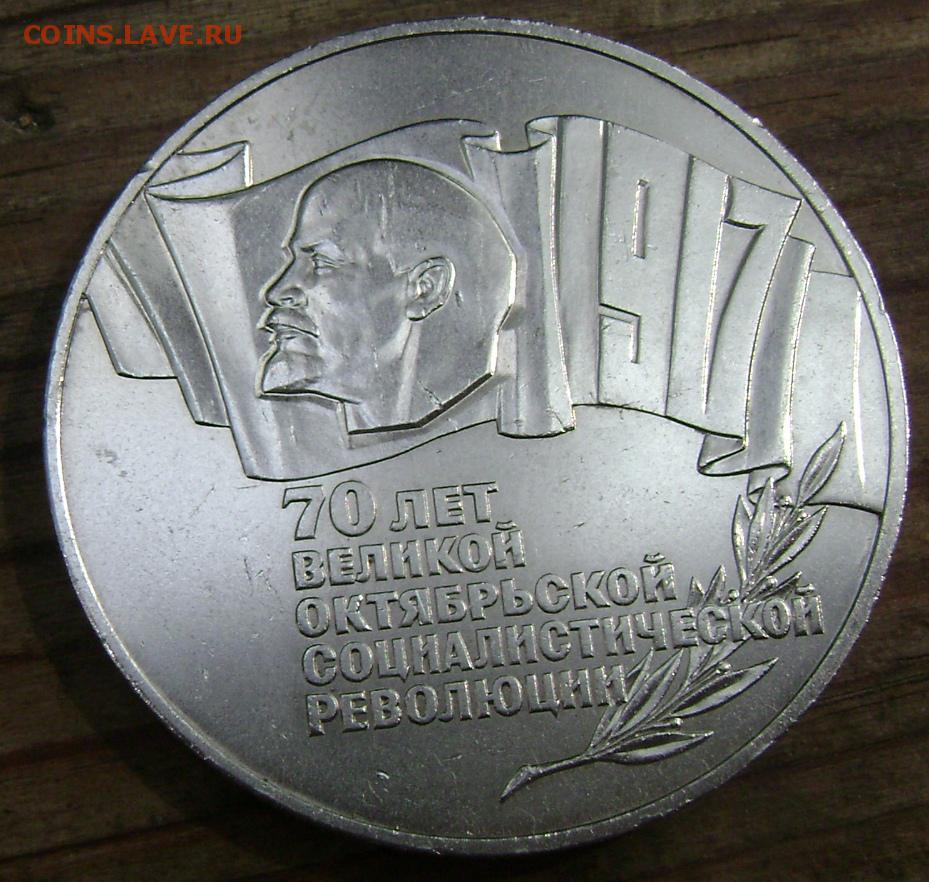 COINS.LAVE.RU
1917
70 ЛЕТ
ВЕЛИКОЙ
ОКТЯБРЬСКОЙ
СОЦИАЛИСТИЧЕСКОЙ
РЕВОЛЮЦИИ